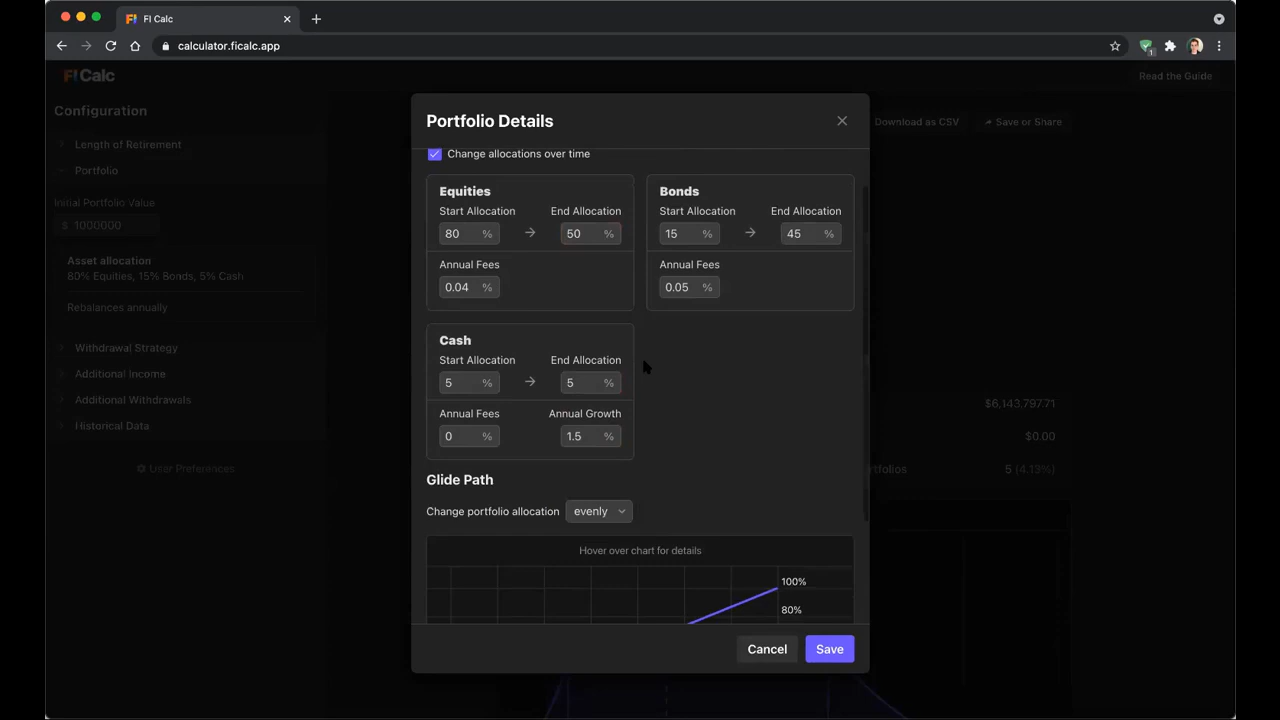 FI Calc
calculator.ficalc.app
1
F!Calc
Read the Guide
Configuration
Length of Retirement
Portfolio
Initial Portfolio Value
$ 1000000
Asset allocation
80% Equities, 15% Bonds, 5% Cash
Rebalances annually
Withdrawal Strategy
Additional Income
Additional Withdrawals
Historical Data
User Preferences
Download as CSV
Save or Share
$6,143,797.71
$0.00
rtfolios 5 (4.13%)
Portfolio Details
Change allocations over time
Equities
Start Allocation End Allocation
80 % → 50 %
Annual Fees
0.04 %
Bonds
Start Allocation End Allocation
15 % → 45 %
Annual Fees
0.05 %
Cash
Start Allocation End Allocation
5 % → 5 %
Annual Fees Annual Growth
0 % 1.5 %
Glide Path
Change portfolio allocation evenly
Hover over chart for details
100%
80%
Cancel Save